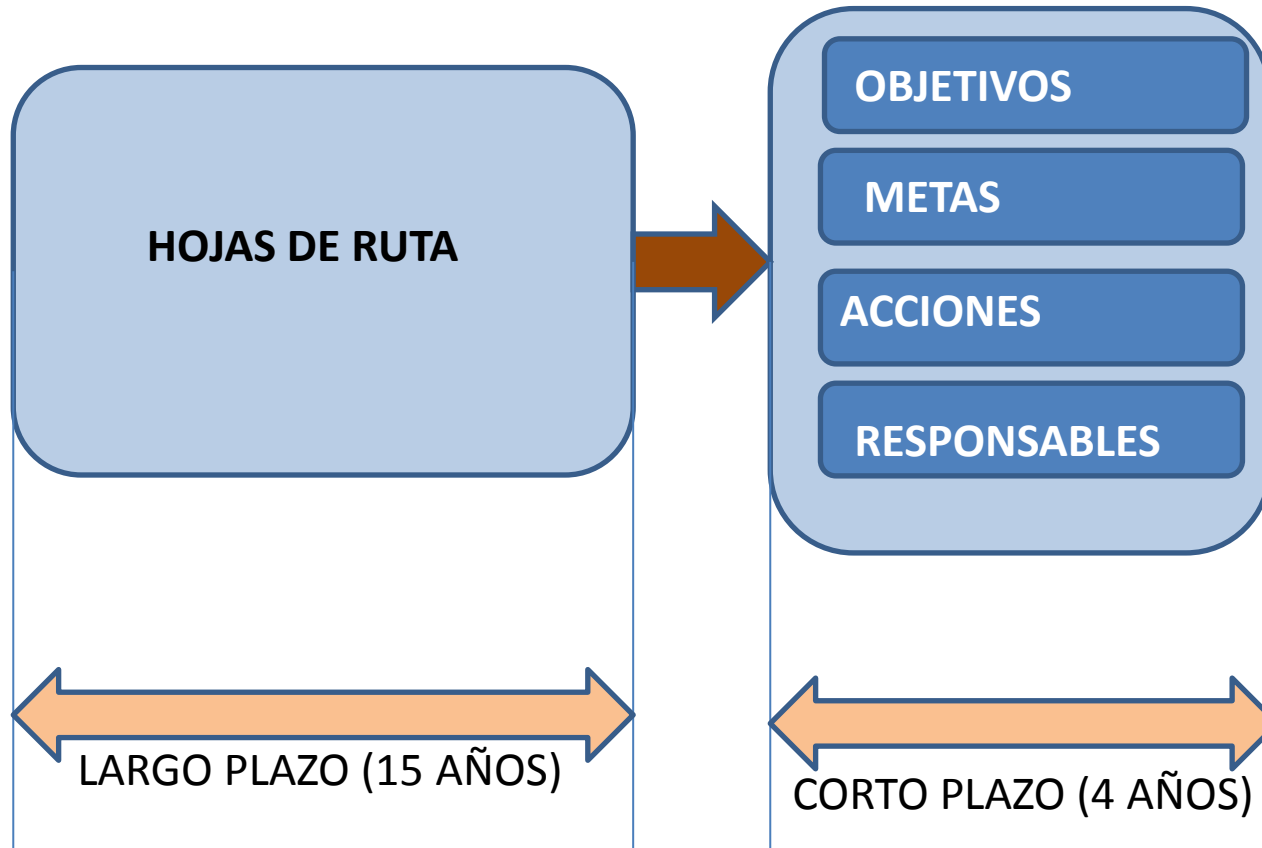 HOJAS DE RUTA
OBJETIVOS
METAS
ACCIONES
RESPONSABLES
LARGO PLAZO (15 AÑOS)
CORTO PLAZO (4 AÑOS)